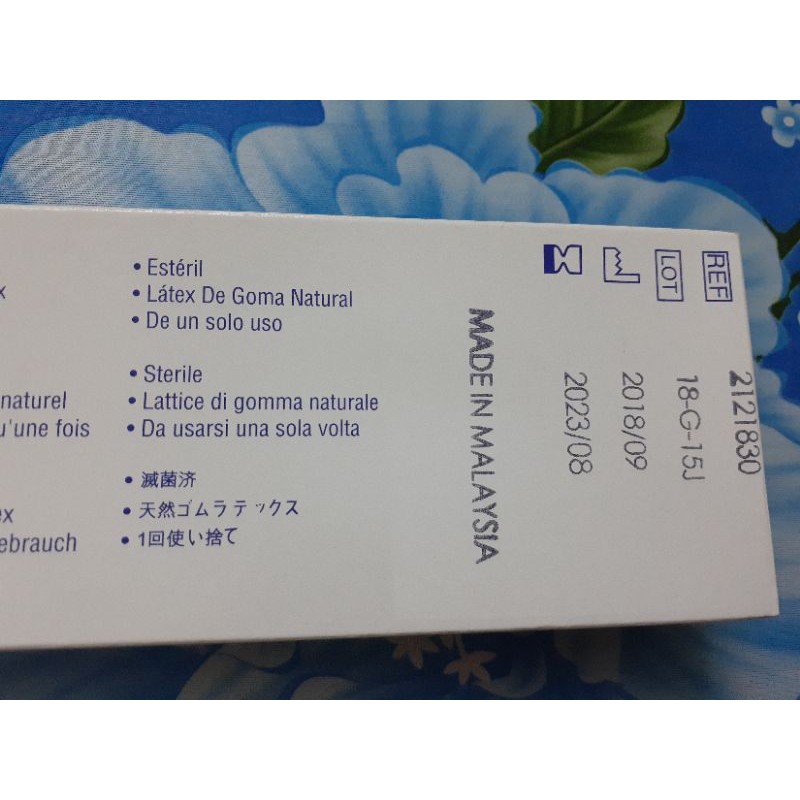 x
naturel
u'une fois
ex
ebrauch
• Estéril
• Látex De Goma Natural
• De un solo uso
• Sterile
• Lattice di gomma naturale
• Da usarsi una sola volta
• 滅菌済
• 天然ゴムラテックス
• 1回使い捨て
REF 2121830
LOT 18-G-15J
2018/09
2023/08
MADE IN MALAYSIA